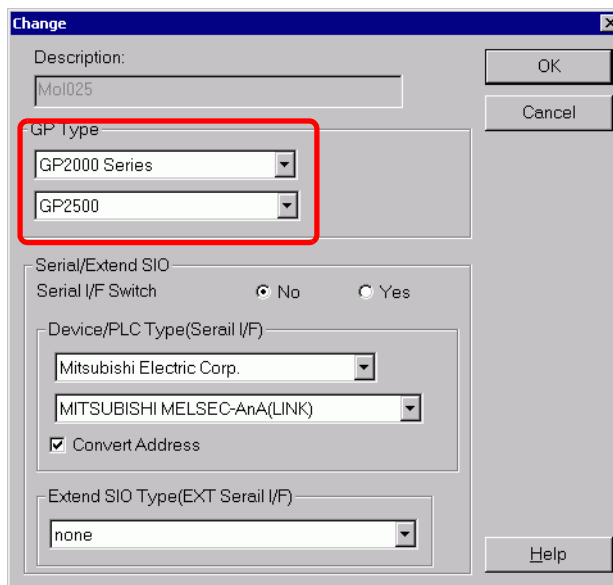 Change
Description:
OK
Mol025
Cancel
GP Type
GP2000 Series
GP2500
Serial/Extend SIO
Serial I/F Switch No Yes
Device/PLC Type(Serail I/F)
Mitsubishi Electric Corp.
MITSUBISHI MELSEC-AnA(LINK)
Convert Address
Extend SIO Type(EXT Serail I/F)
none
Help